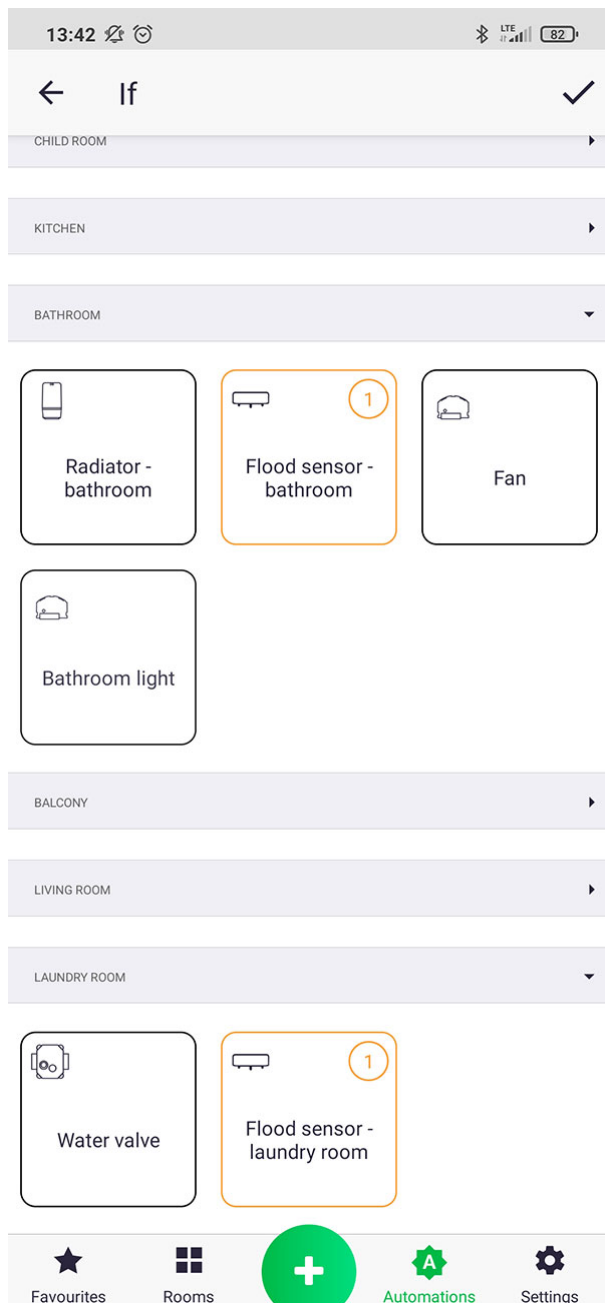 13:42
LTE
82
If
CHILD ROOM
KITCHEN
BATHROOM
Radiator -
bathroom
1
Flood sensor -
bathroom
Fan
Bathroom light
BALCONY
LIVING ROOM
LAUNDRY ROOM
Water valve
1
Flood sensor -
laundry room
Favourites
Rooms
+
A
Automations
Settings